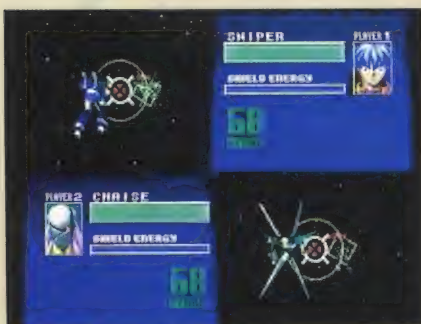 SNIPER
PLAYER 1
SHIELD ENERGY
58
PLAYER 2 CHAISE
SHIELD ENERGY
58